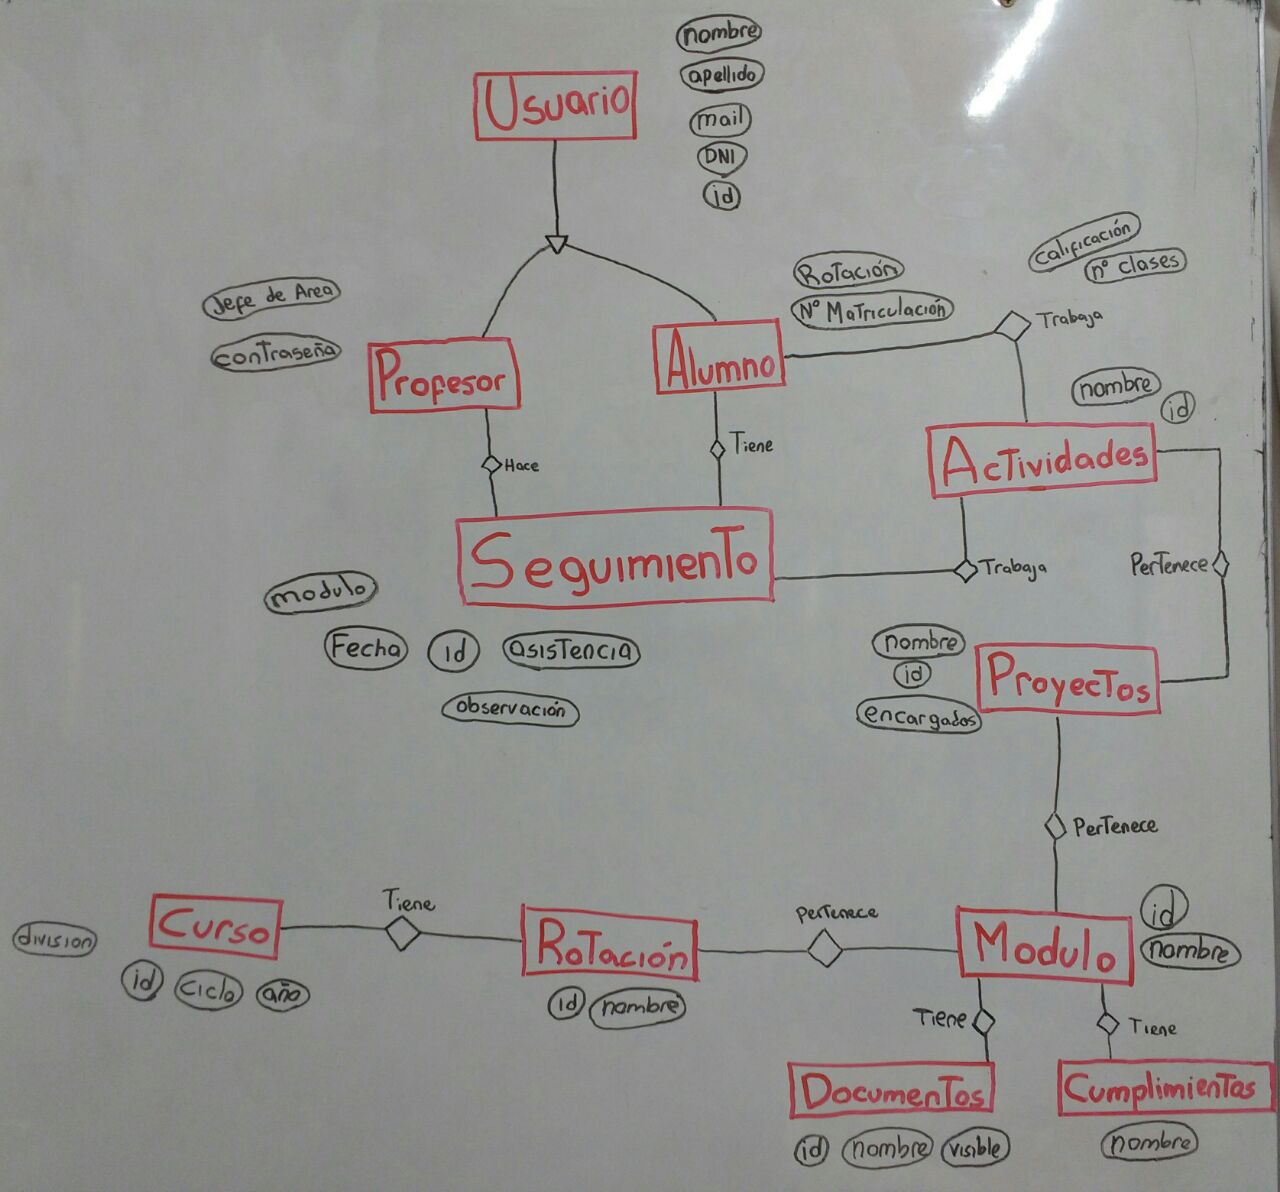 nombre
Usuario
apellido
mail
DNI
id
calificación
n° clases
Rotación
Jefe de Area
N° Matriculación
Trabaja
contraseña
Profesor
Alumno
nombre
id
Tiene
Hace
Actividades
Seguimiento
Trabaja
Pertenece
modulo
Fecha
id
asistencia
observación
nombre
id
encargados
Proyectos
Pertenece
division
Curso
id
ciclo
año
Tiene
Rotación
id
nombre
Pertenece
Modulo
id
nombre
Tiene
Tiene
Documentos
Cumplimientos
id
nombre
visible
nombre